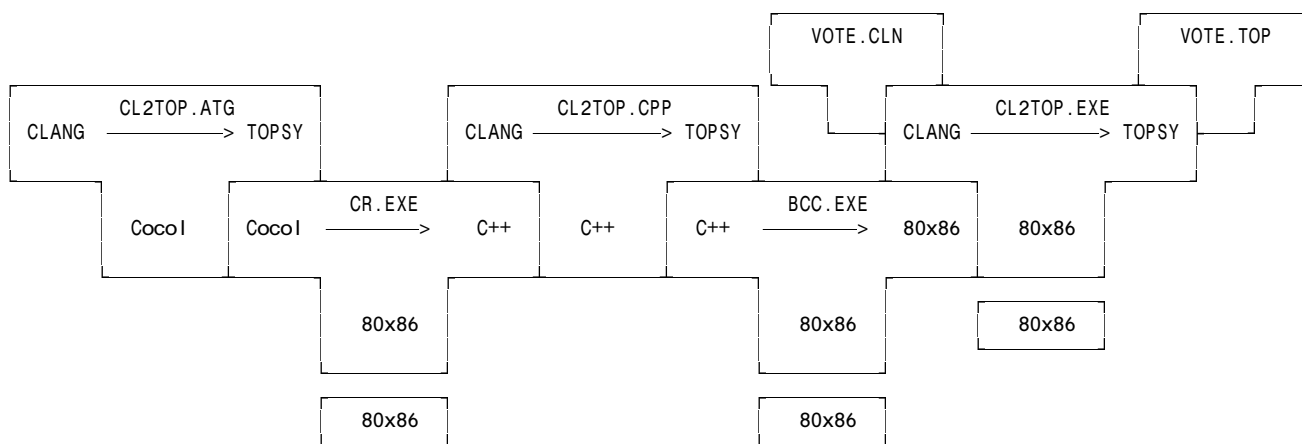 VOTE.CLN VOTE.TOP
CL2TOP.ATG CL2TOP.CPP CL2TOP.EXE
CLANG TOPSY CLANG TOPSY CLANG TOPSY
CR.EXE BCC.EXE
Cocol Cocol C++ C++ C++ 80x86 80x86
80x86 80x86 80x86
80x86 80x86